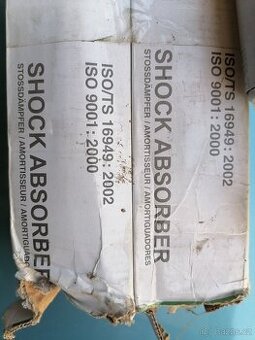 ISO/TS 16949: 2002
ISO 9001: 2000
SHOCK ABSORBER
STOSSDÄMPFER / AMORTISSEUR / AMORTIGUADORES
ISO/TS 16949: 2002
ISO 9001: 2000
SHOCK ABSORBER
STOSSDÄMPFER / AMORTISSEUR / AMORTIGUADORES